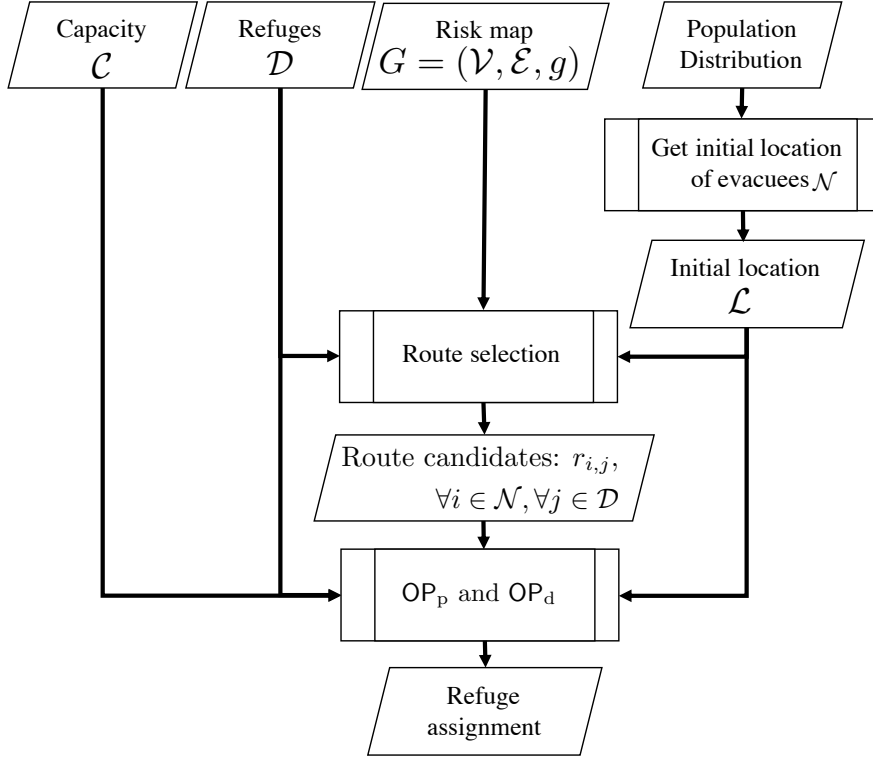 Capacity
𝒞
Refuges
𝒟
Risk map
G = (𝒱, ℰ, g)
Population
Distribution
Get initial location
of evacuees 𝒩
Initial location
ℒ
Route selection
Route candidates: r_{i,j},
∀i ∈ 𝒩, ∀j ∈ 𝒟
OP_p and OP_d
Refuge
assignment